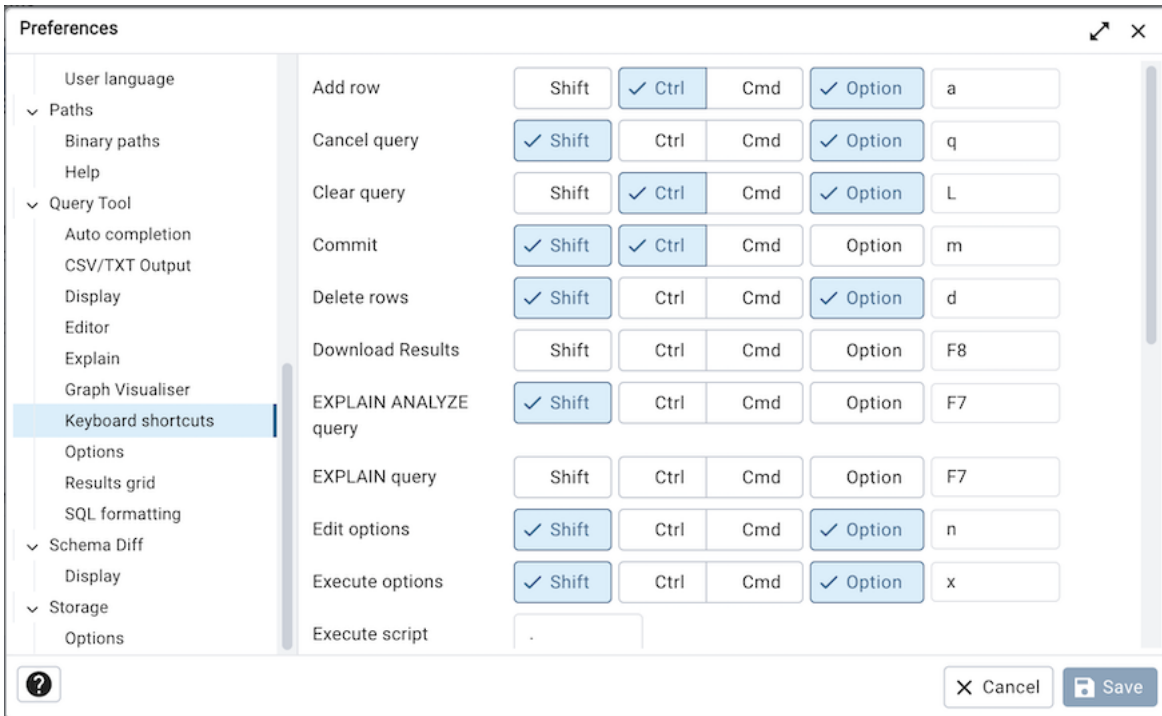 Preferences
User language
Paths
Binary paths
Help
Query Tool
Auto completion
CSV/TXT Output
Display
Editor
Explain
Graph Visualiser
Keyboard shortcuts
Options
Results grid
SQL formatting
Schema Diff
Display
Storage
Options
Add row Shift Ctrl Cmd Option a
Cancel query Shift Ctrl Cmd Option q
Clear query Shift Ctrl Cmd Option L
Commit Shift Ctrl Cmd Option m
Delete rows Shift Ctrl Cmd Option d
Download Results Shift Ctrl Cmd Option F8
EXPLAIN ANALYZE Shift Ctrl Cmd Option F7
query
EXPLAIN query Shift Ctrl Cmd Option F7
Edit options Shift Ctrl Cmd Option n
Execute options Shift Ctrl Cmd Option x
Execute script .
? Cancel Save